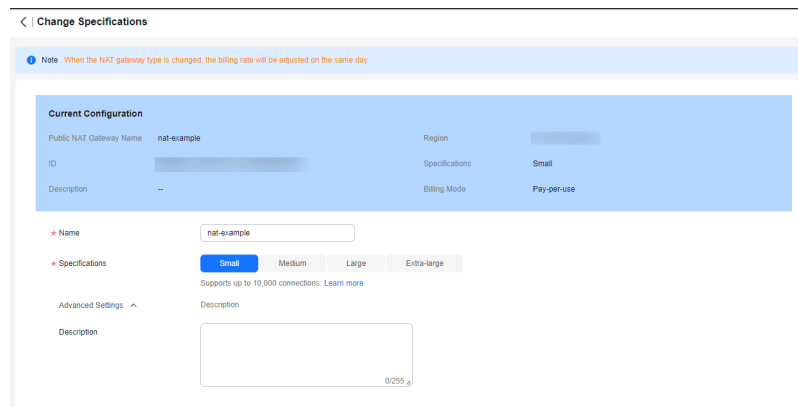 Change Specifications
Note When the NAT gateway type is changed, the billing rate will be adjusted on the same day.
Current Configuration
Public NAT Gateway Name nat-example Region
ID Specifications Small
Description -- Billing Mode Pay-per-use
* Name nat-example
* Specifications Small Medium Large Extra-large
Supports up to 10,000 connections. Learn more
Advanced Settings Description
Description
0/255